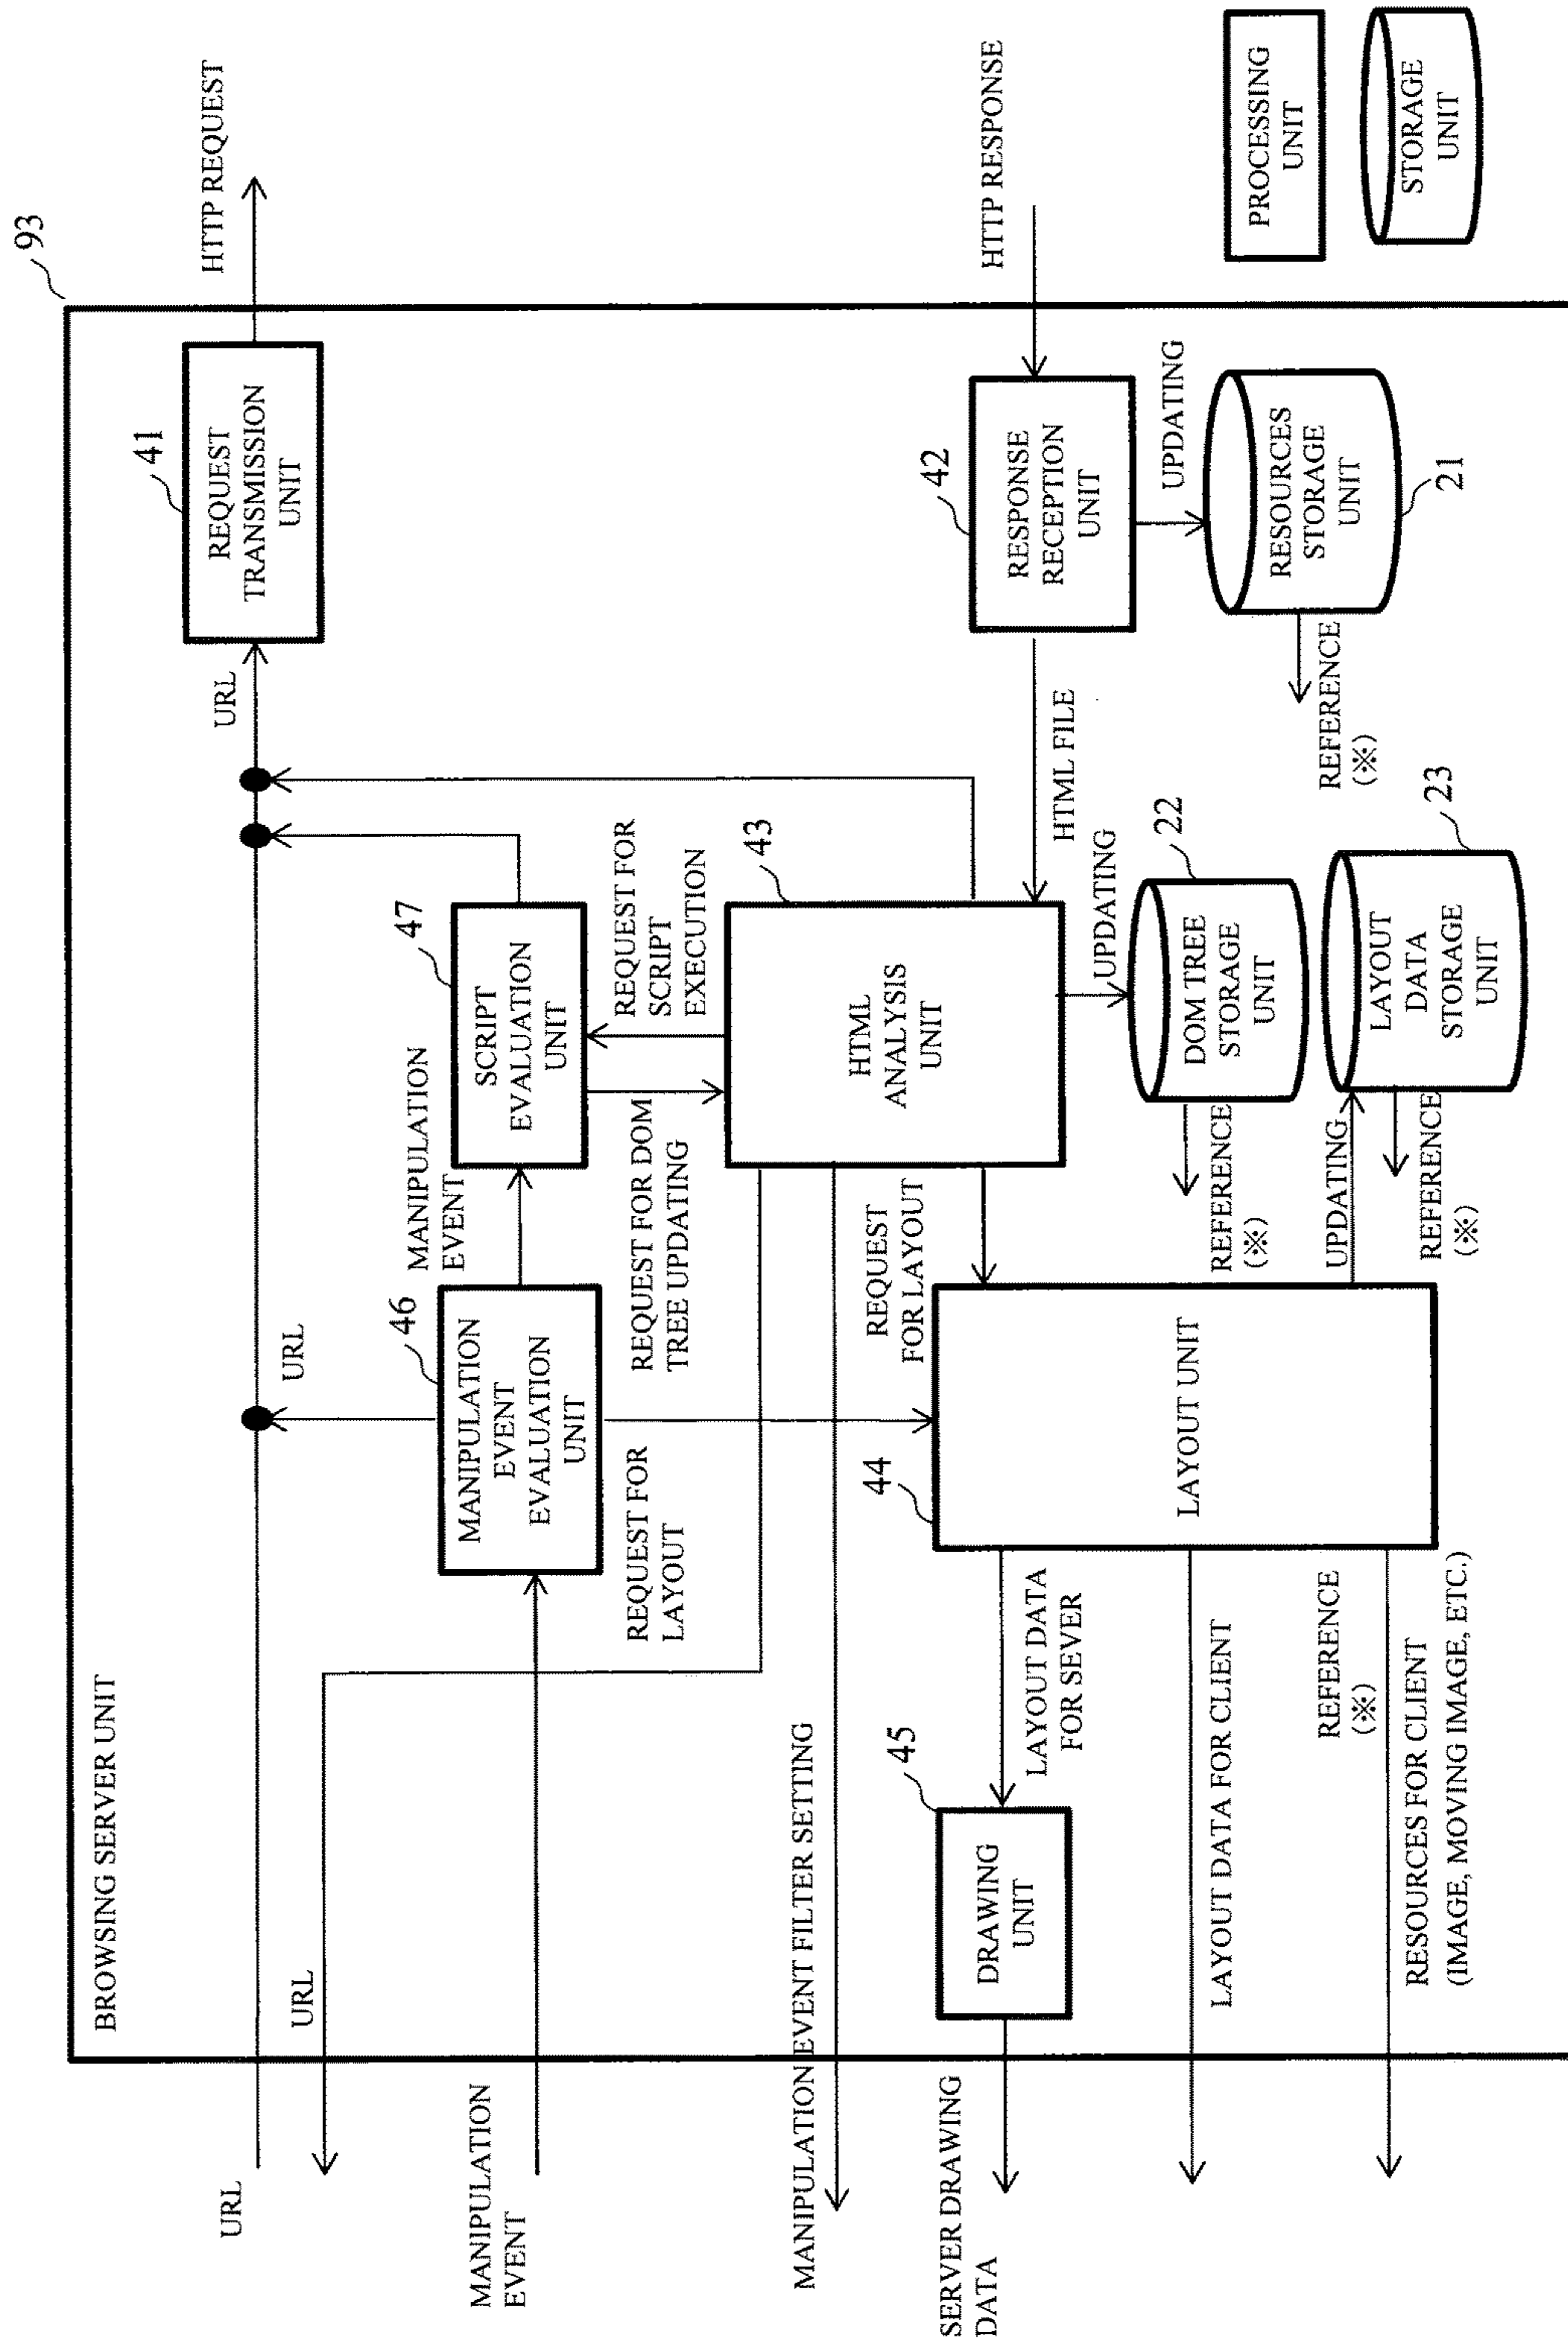 93
BROWSING SERVER UNIT
URL
URL
URL
41
REQUEST
TRANSMISSION
UNIT
HTTP REQUEST
URL
MANIPULATION
EVENT
46
MANIPULATION
EVENT
EVALUATION
UNIT
MANIPULATION
EVENT
47
SCRIPT
EVALUATION
UNIT
REQUEST FOR
LAYOUT
REQUEST FOR DOM
TREE UPDATING
REQUEST FOR
SCRIPT
EXECUTION
43
HTML
ANALYSIS
UNIT
MANIPULATION EVENT FILTER SETTING
REQUEST
FOR LAYOUT
HTML FILE
42
RESPONSE
RECEPTION
UNIT
HTTP RESPONSE
UPDATING
RESOURCES
STORAGE
UNIT
21
REFERENCE
(※)
UPDATING
22
DOM TREE
STORAGE
UNIT
REFERENCE
(※)
23
LAYOUT
DATA
STORAGE
UNIT
UPDATING
REFERENCE
(※)
44
LAYOUT UNIT
LAYOUT DATA
FOR SEVER
45
DRAWING
UNIT
SERVER DRAWING
DATA
LAYOUT DATA FOR CLIENT
REFERENCE
(※)
RESOURCES FOR CLIENT
(IMAGE, MOVING IMAGE, ETC.)
PROCESSING
UNIT
STORAGE
UNIT